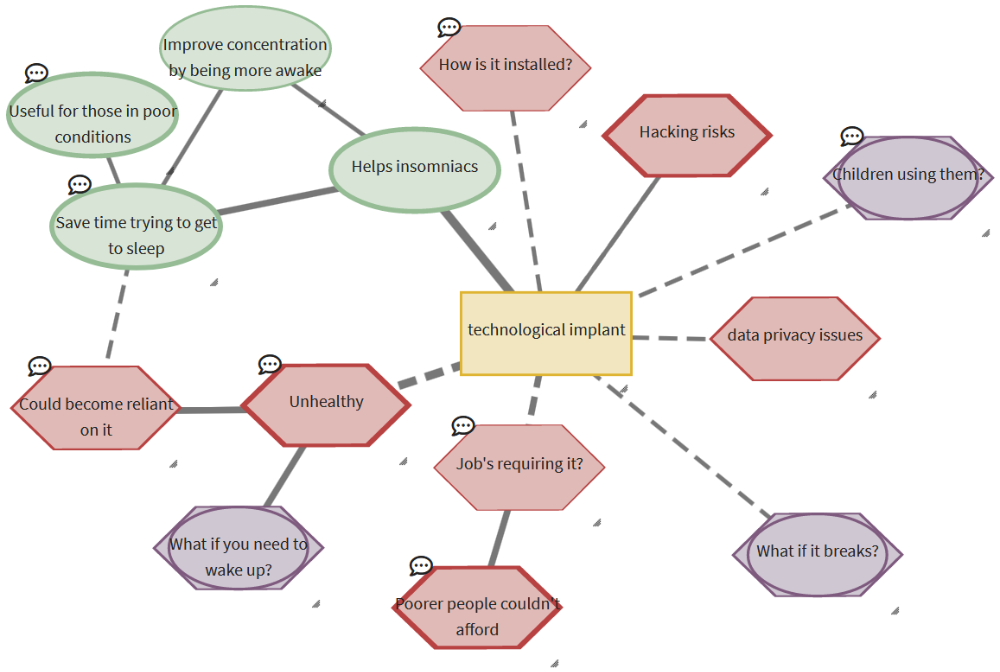 Improve concentration
by being more awake
How is it installed?
Useful for those in poor
conditions
Hacking risks
Helps insomniacs
Children using them?
Save time trying to get
to sleep
technological implant
data privacy issues
Could become reliant
on it
Unhealthy
Job's requiring it?
What if you need to
wake up?
What if it breaks?
Poorer people couldn't
afford